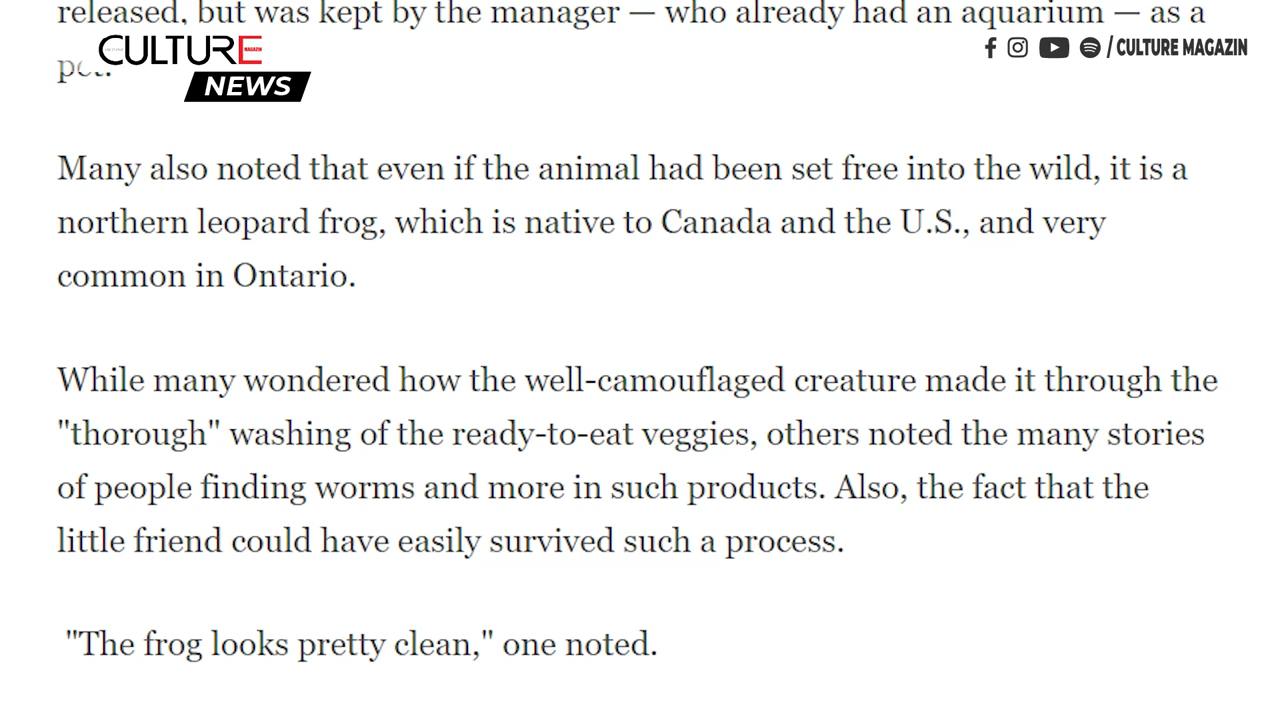 released, but was kept by the manager — who already had an aquarium — as a
pet.
CULTURE
MAGAZIN
NEWS
/ CULTURE MAGAZIN
Many also noted that even if the animal had been set free into the wild, it is a
northern leopard frog, which is native to Canada and the U.S., and very
common in Ontario.
While many wondered how the well-camouflaged creature made it through the
"thorough" washing of the ready-to-eat veggies, others noted the many stories
of people finding worms and more in such products. Also, the fact that the
little friend could have easily survived such a process.
"The frog looks pretty clean," one noted.